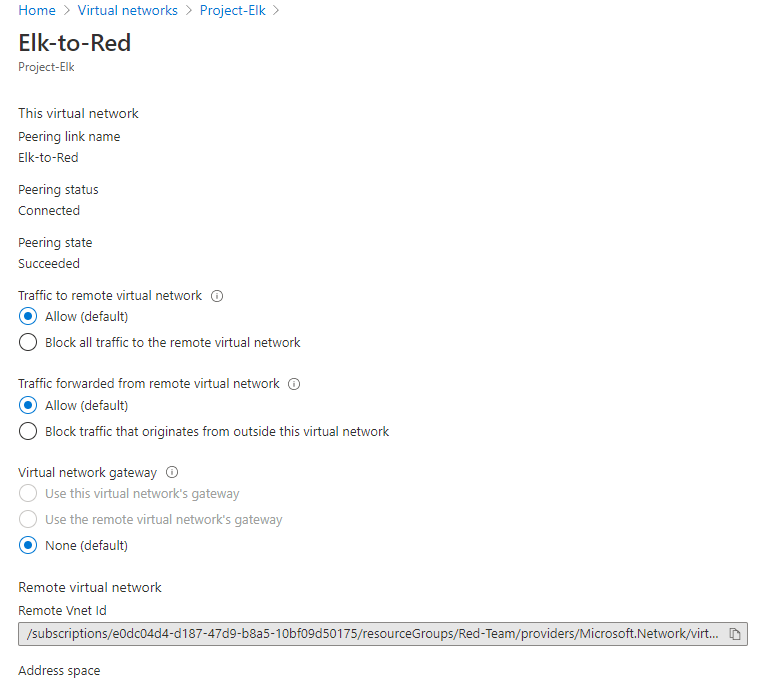 Home > Virtual networks > Project-Elk >
Elk-to-Red
Project-Elk
This virtual network
Peering link name
Elk-to-Red
Peering status
Connected
Peering state
Succeeded
Traffic to remote virtual network
Allow (default)
Block all traffic to the remote virtual network
Traffic forwarded from remote virtual network
Allow (default)
Block traffic that originates from outside this virtual network
Virtual network gateway
Use this virtual network's gateway
Use the remote virtual network's gateway
None (default)
Remote virtual network
Remote Vnet Id
/subscriptions/e0dc04d4-d187-47d9-b8a5-10bf09d50175/resourceGroups/Red-Team/providers/Microsoft.Network/virt...
Address space